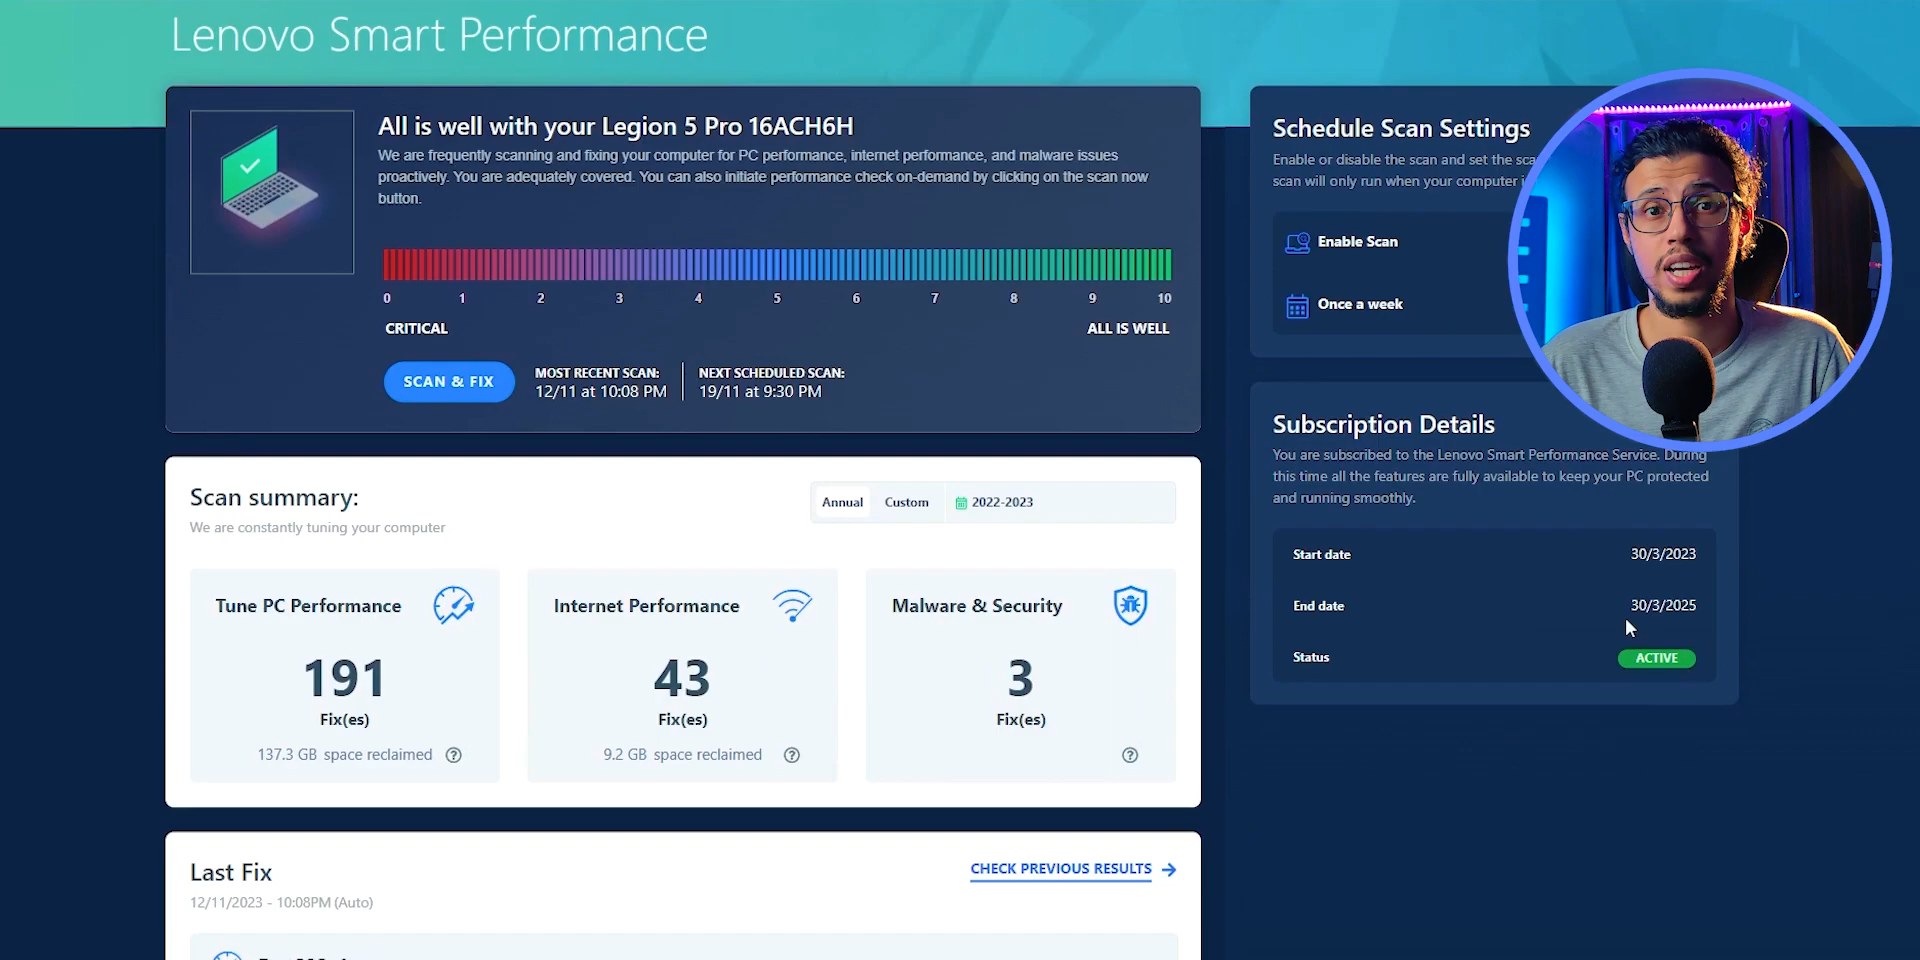 Lenovo Smart Performance
All is well with your Legion 5 Pro 16ACH6H
We are frequently scanning and fixing your computer for PC performance, internet performance, and malware issues
proactively. You are adequately covered. You can also initiate performance check on-demand by clicking on the scan now
button.
0 1 2 3 4 5 6 7 8 9 10
CRITICAL ALL IS WELL
SCAN & FIX
MOST RECENT SCAN:
12/11 at 10:08 PM
NEXT SCHEDULED SCAN:
19/11 at 9:30 PM
Schedule Scan Settings
Enable or disable the scan and set the
scan will only run when your computer
Enable Scan
Once a week
Subscription Details
You are subscribed to the Lenovo Smart Performance Service. During
this time all the features are fully available to keep your PC protected
and running smoothly.
Start date 30/3/2023
End date 30/3/2025
Status ACTIVE
Scan summary:
We are constantly tuning your computer
Annual Custom 2022-2023
Tune PC Performance
191
Fix(es)
137.3 GB space reclaimed
Internet Performance
43
Fix(es)
9.2 GB space reclaimed
Malware & Security
3
Fix(es)
Last Fix
12/11/2023 - 10:08PM (Auto)
CHECK PREVIOUS RESULTS